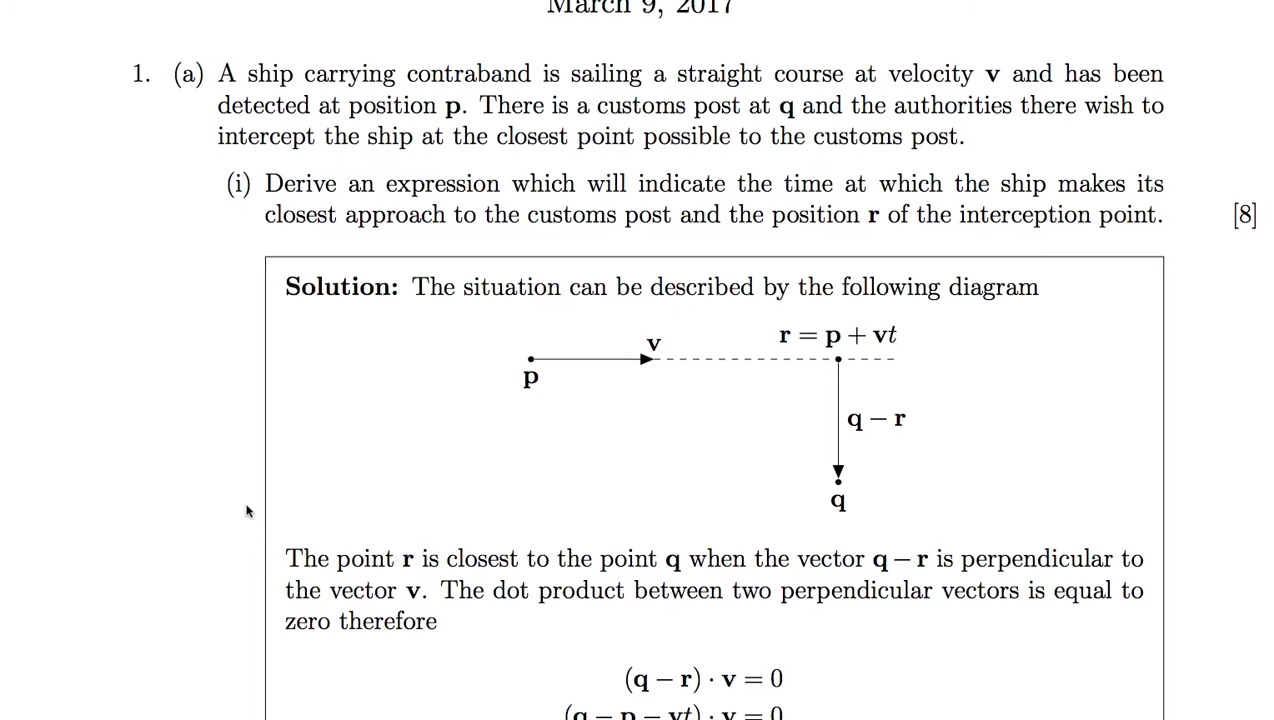 March 9, 2017
1. (a) A ship carrying contraband is sailing a straight course at velocity v and has been
detected at position p. There is a customs post at q and the authorities there wish to
intercept the ship at the closest point possible to the customs post.
(i) Derive an expression which will indicate the time at which the ship makes its
closest approach to the customs post and the position r of the interception point. [8]
Solution: The situation can be described by the following diagram
r = p + vt
v
p
q − r
q
The point r is closest to the point q when the vector q − r is perpendicular to
the vector v. The dot product between two perpendicular vectors is equal to
zero therefore
(q − r) · v = 0
(q − p − vt) · v = 0